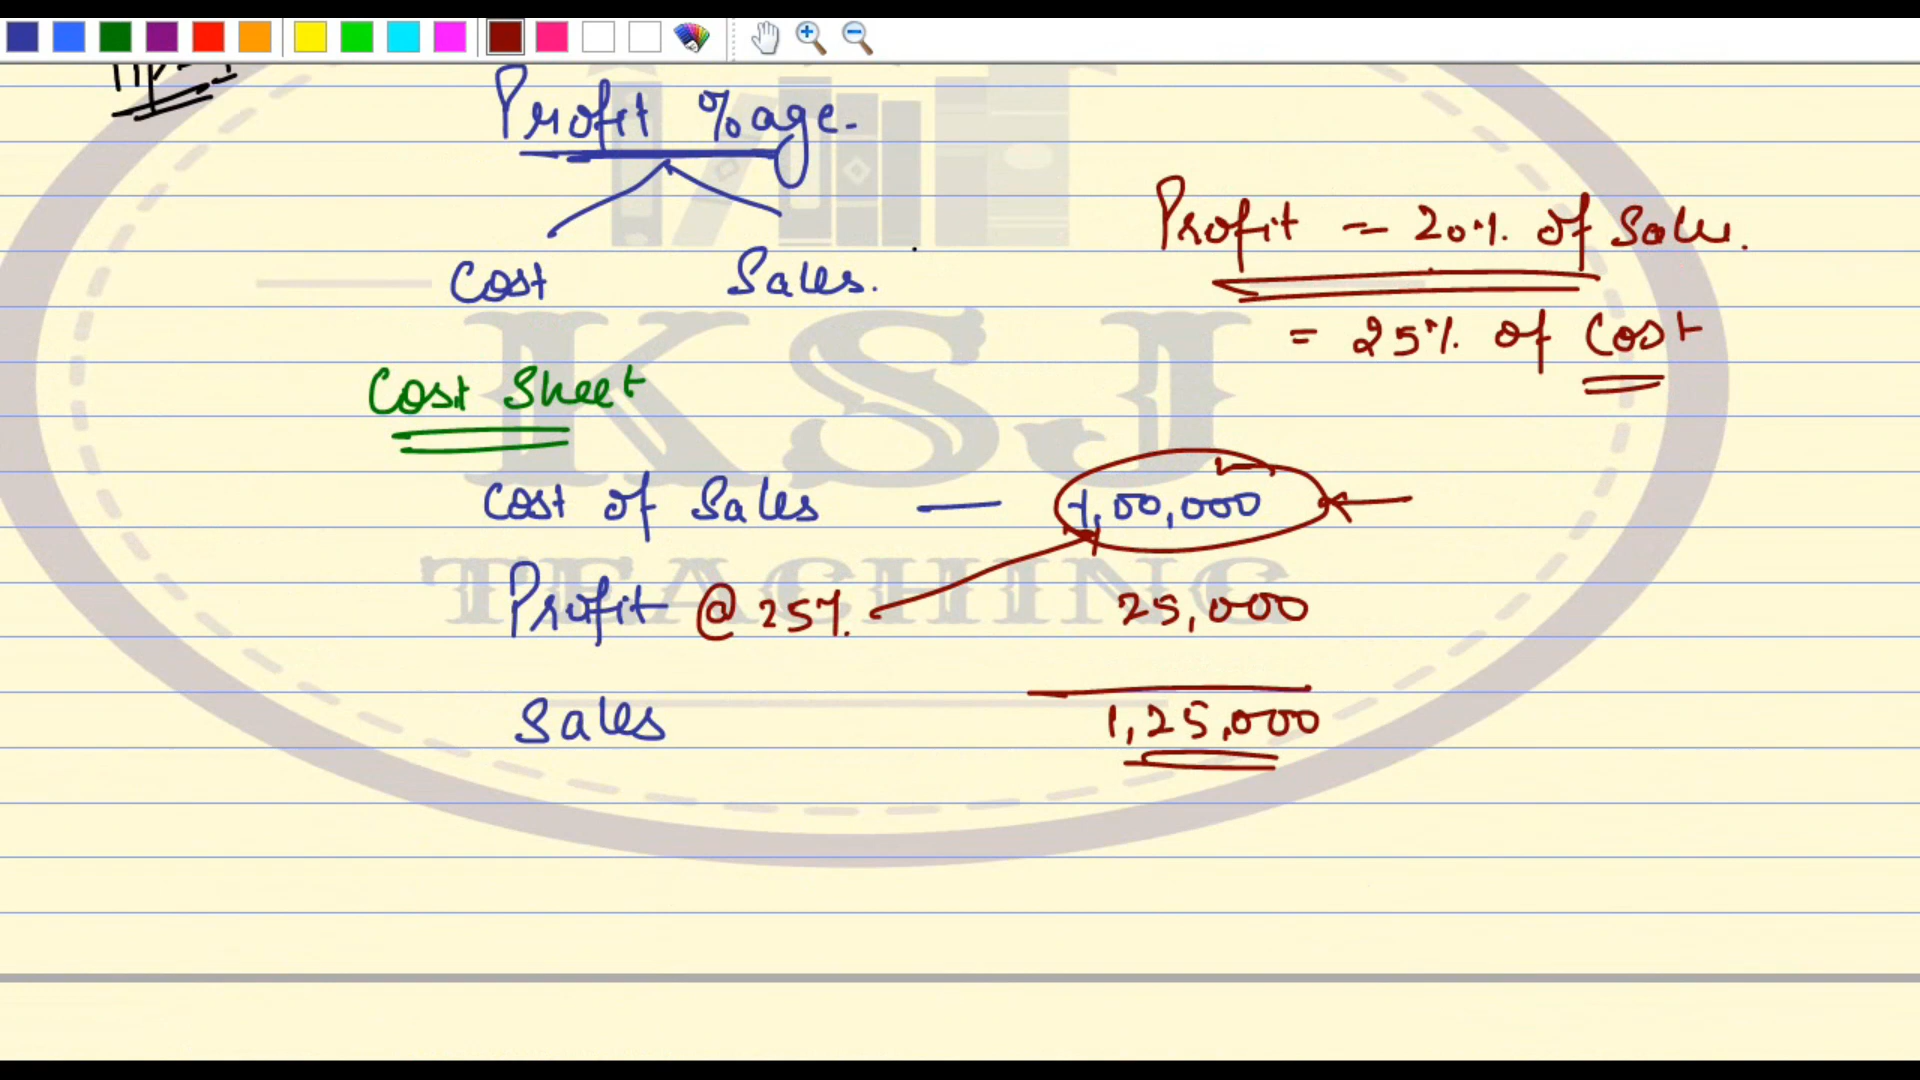 Profit %age.
Cost Sales.
Profit = 20% of Sales.
= 25% of Cost
Cost Sheet
Cost of Sales — 1,00,000
Profit @ 25% 25,000
Sales 1,25,000
KSJ
TEACHING